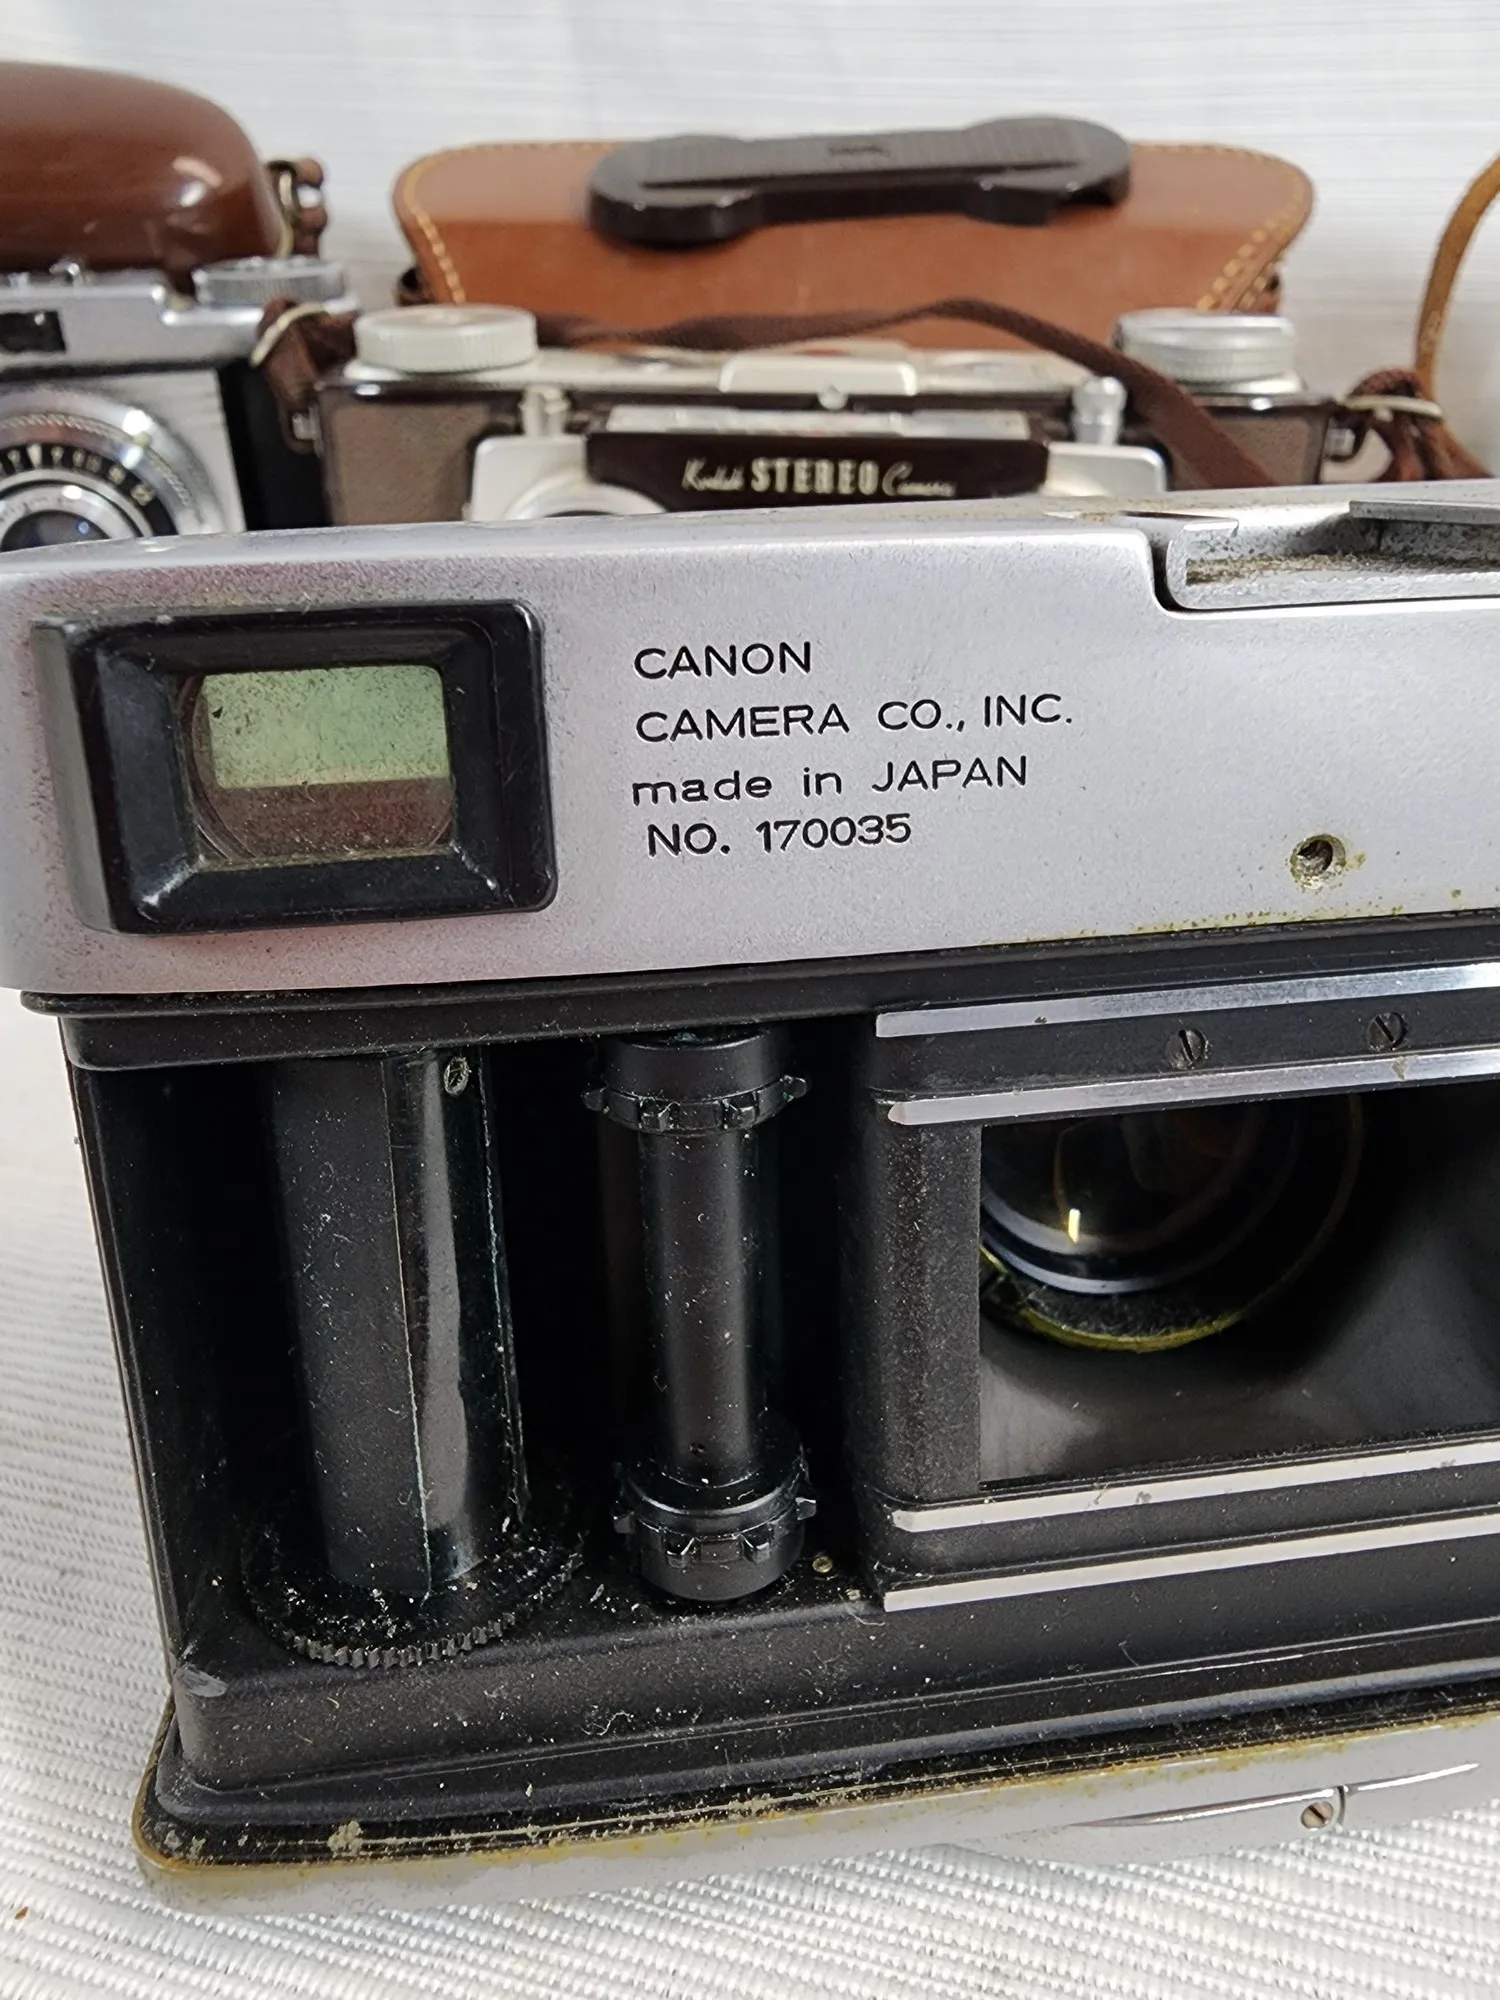 Kodak STEREO Camera
CANON
CAMERA CO., INC.
made in JAPAN
NO. 170035